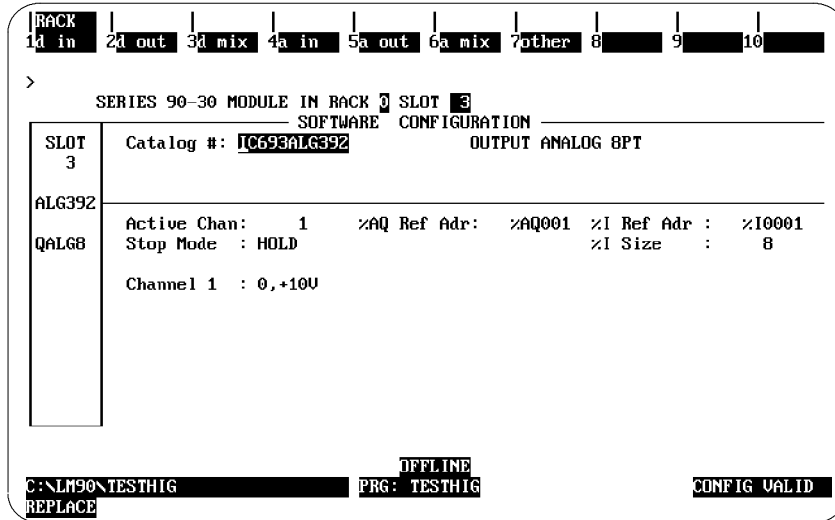 RACK
1d in 2d out 3d mix 4a in 5a out 6a mix 7other 8 9 10
>
SERIES 90-30 MODULE IN RACK 0 SLOT 3
SOFTWARE CONFIGURATION
SLOT Catalog #: IC693ALG392 OUTPUT ANALOG 8PT
3
ALG392
Active Chan: 1 %AQ Ref Adr: %AQ001 %I Ref Adr : %I0001
QALG8 Stop Mode : HOLD %I Size : 8
Channel 1 : 0,+10V
OFFLINE
C:\LM90\TESTHIG PRG: TESTHIG CONFIG VALID
REPLACE